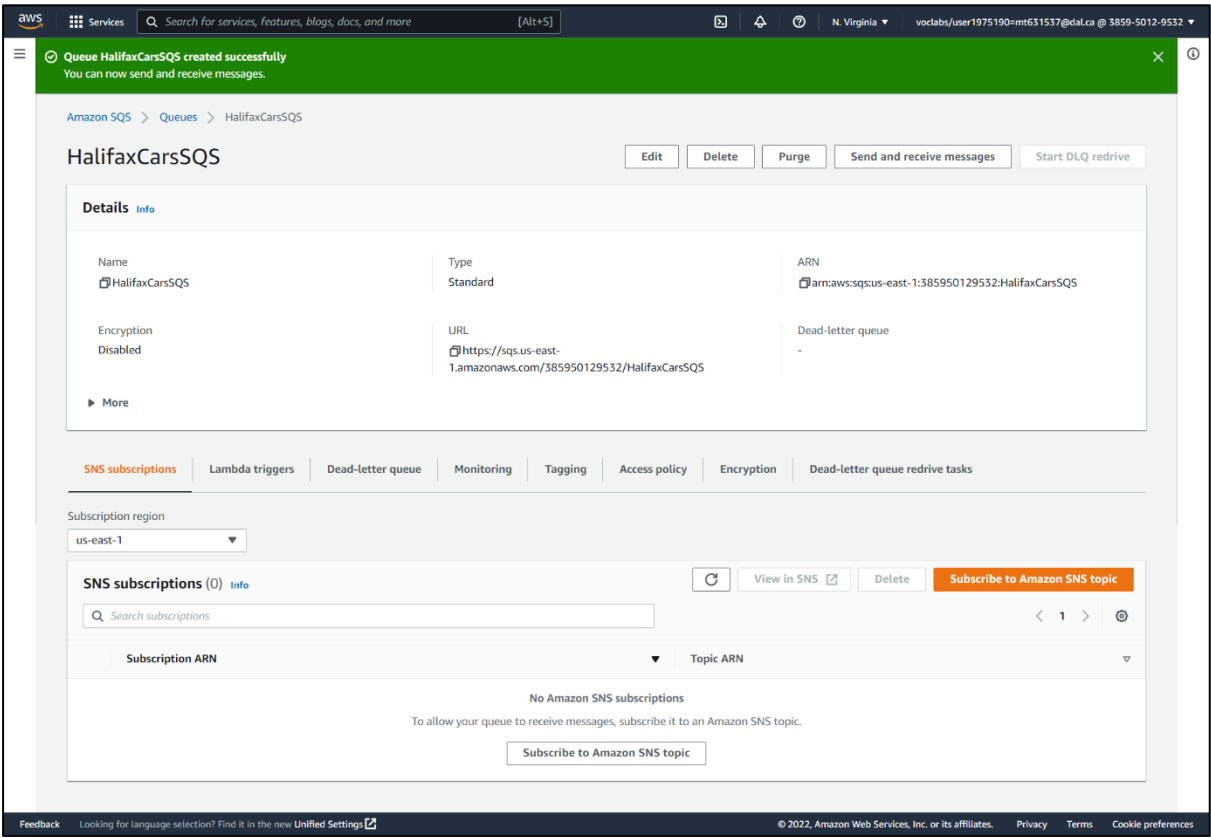 aws
Services
Search for services, features, blogs, docs, and more
[Alt+S]
N. Virginia
voclabs/user1975190=mt631537@dal.ca @ 3859-5012-9532
Queue HalifaxCarsSQS created successfully
You can now send and receive messages.
Amazon SQS > Queues > HalifaxCarsSQS
HalifaxCarsSQS
Edit
Delete
Purge
Send and receive messages
Start DLQ redrive
Details Info
Name
HalifaxCarsSQS
Type
Standard
ARN
arn:aws:sqs:us-east-1:385950129532:HalifaxCarsSQS
Encryption
Disabled
URL
https://sqs.us-east-
1.amazonaws.com/385950129532/HalifaxCarsSQS
Dead-letter queue
-
More
SNS subscriptions
Lambda triggers
Dead-letter queue
Monitoring
Tagging
Access policy
Encryption
Dead-letter queue redrive tasks
Subscription region
us-east-1
SNS subscriptions (0) Info
View in SNS
Delete
Subscribe to Amazon SNS topic
Search subscriptions
1
Subscription ARN
Topic ARN
No Amazon SNS subscriptions
To allow your queue to receive messages, subscribe it to an Amazon SNS topic.
Subscribe to Amazon SNS topic
Feedback
Looking for language selection? Find it in the new Unified Settings
© 2022, Amazon Web Services, Inc. or its affiliates.
Privacy
Terms
Cookie preferences